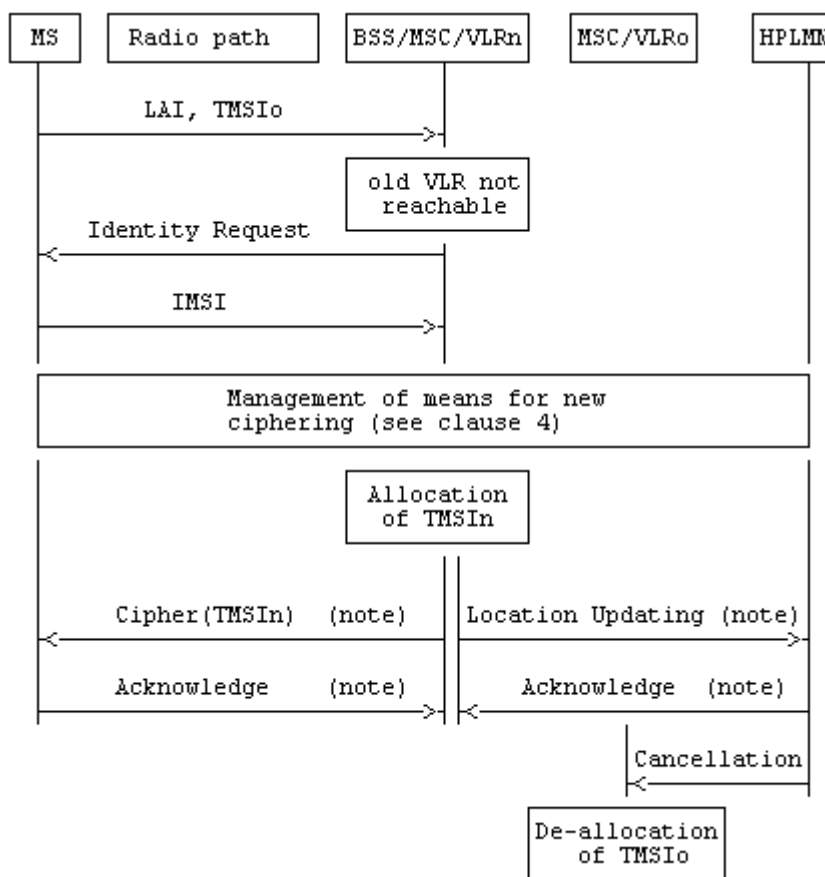 MS
Radio path
BSS/MSC/VLRn
MSC/VLRo
HPLMN
LAI, TMSIo
old VLR not
reachable
Identity Request
IMSI
Management of means for new
ciphering (see clause 4)
Allocation
of TMSIn
Cipher(TMSIn) (note)
Location Updating (note)
Acknowledge (note)
Acknowledge (note)
Cancellation
De-allocation
of TMSIo